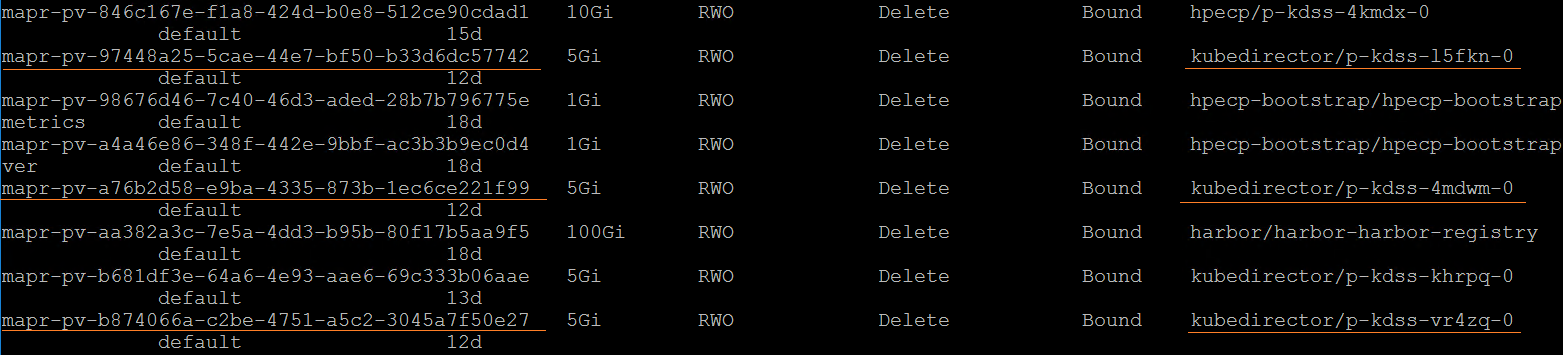 mapr-pv-846c167e-f1a8-424d-b0e8-512ce90cdad1 10Gi RWO Delete Bound hpecp/p-kdss-4kmdx-0
default 15d
mapr-pv-97448a25-5cae-44e7-bf50-b33d6dc57742 5Gi RWO Delete Bound kubedirector/p-kdss-l5fkn-0
default 12d
mapr-pv-98676d46-7c40-46d3-aded-28b7b796775e 1Gi RWO Delete Bound hpecp-bootstrap/hpecp-bootstrap
metrics default 18d
mapr-pv-a4a46e86-348f-442e-9bbf-ac3b3b9ec0d4 1Gi RWO Delete Bound hpecp-bootstrap/hpecp-bootstrap
ver default 18d
mapr-pv-a76b2d58-e9ba-4335-873b-1ec6ce221f99 5Gi RWO Delete Bound kubedirector/p-kdss-4mdwm-0
default 12d
mapr-pv-aa382a3c-7e5a-4dd3-b95b-80f17b5aa9f5 100Gi RWO Delete Bound harbor/harbor-harbor-registry
default 18d
mapr-pv-b681df3e-64a6-4e93-aae6-69c333b06aae 5Gi RWO Delete Bound kubedirector/p-kdss-khrpq-0
default 13d
mapr-pv-b874066a-c2be-4751-a5c2-3045a7f50e27 5Gi RWO Delete Bound kubedirector/p-kdss-vr4zq-0
default 12d